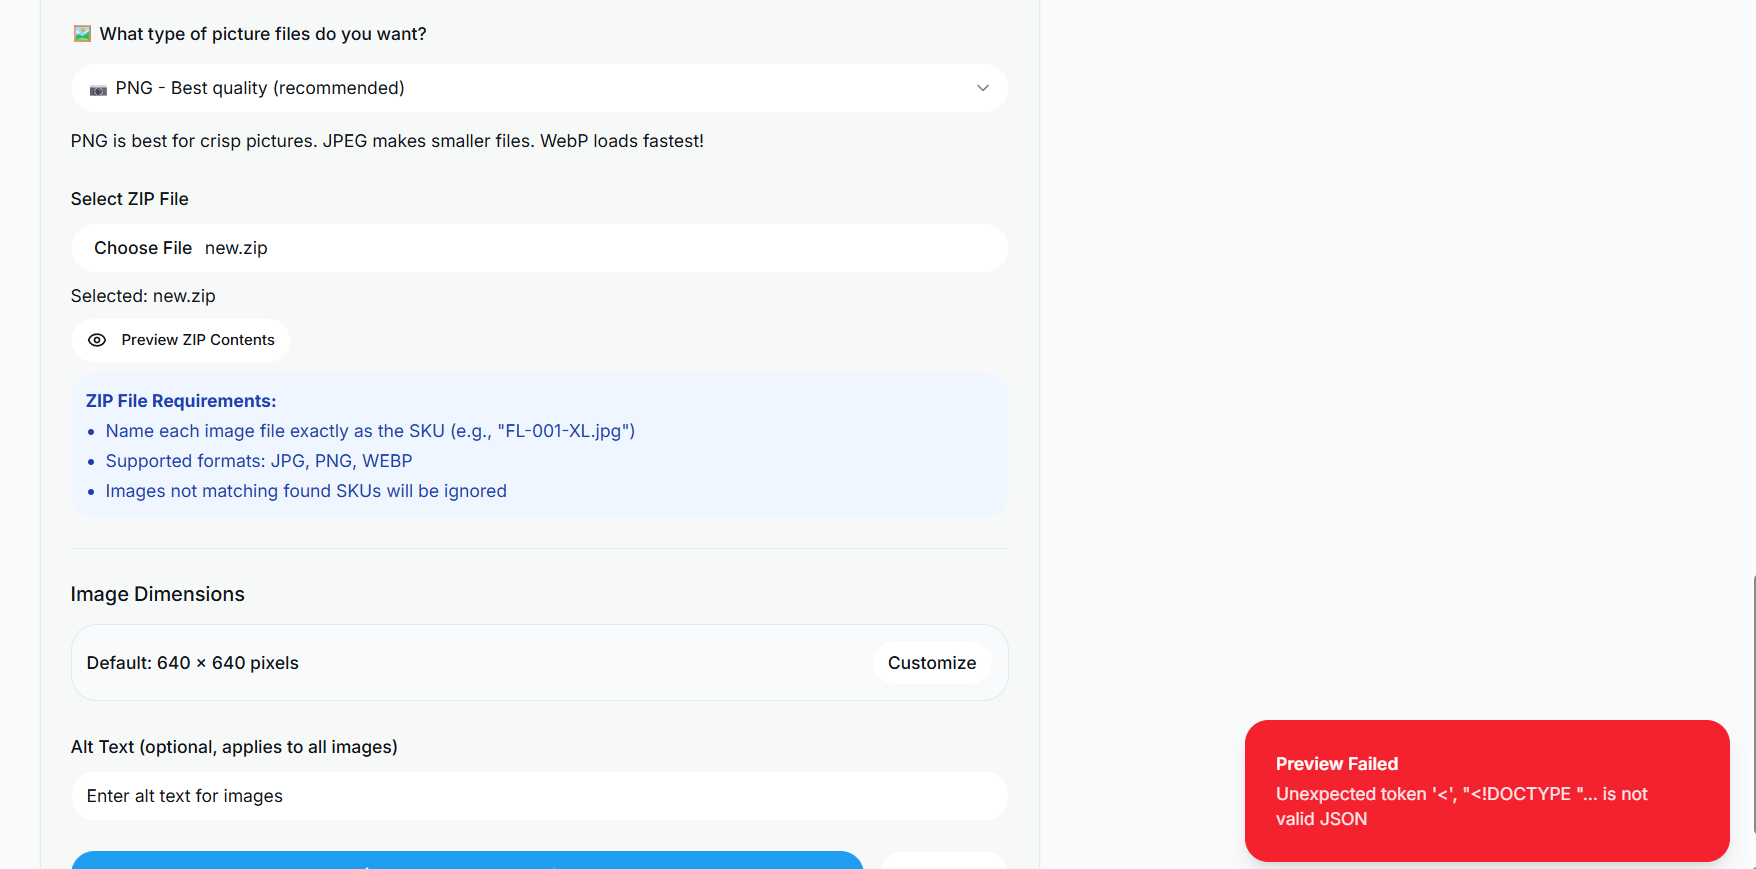 What type of picture files do you want?
PNG - Best quality (recommended)
PNG is best for crisp pictures. JPEG makes smaller files. WebP loads fastest!
Select ZIP File
Choose File new.zip
Selected: new.zip
Preview ZIP Contents
ZIP File Requirements:
• Name each image file exactly as the SKU (e.g., "FL-001-XL.jpg")
• Supported formats: JPG, PNG, WEBP
• Images not matching found SKUs will be ignored
Image Dimensions
Default: 640 × 640 pixels
Customize
Alt Text (optional, applies to all images)
Enter alt text for images
Preview Failed
Unexpected token '<', "<!DOCTYPE "... is not
valid JSON